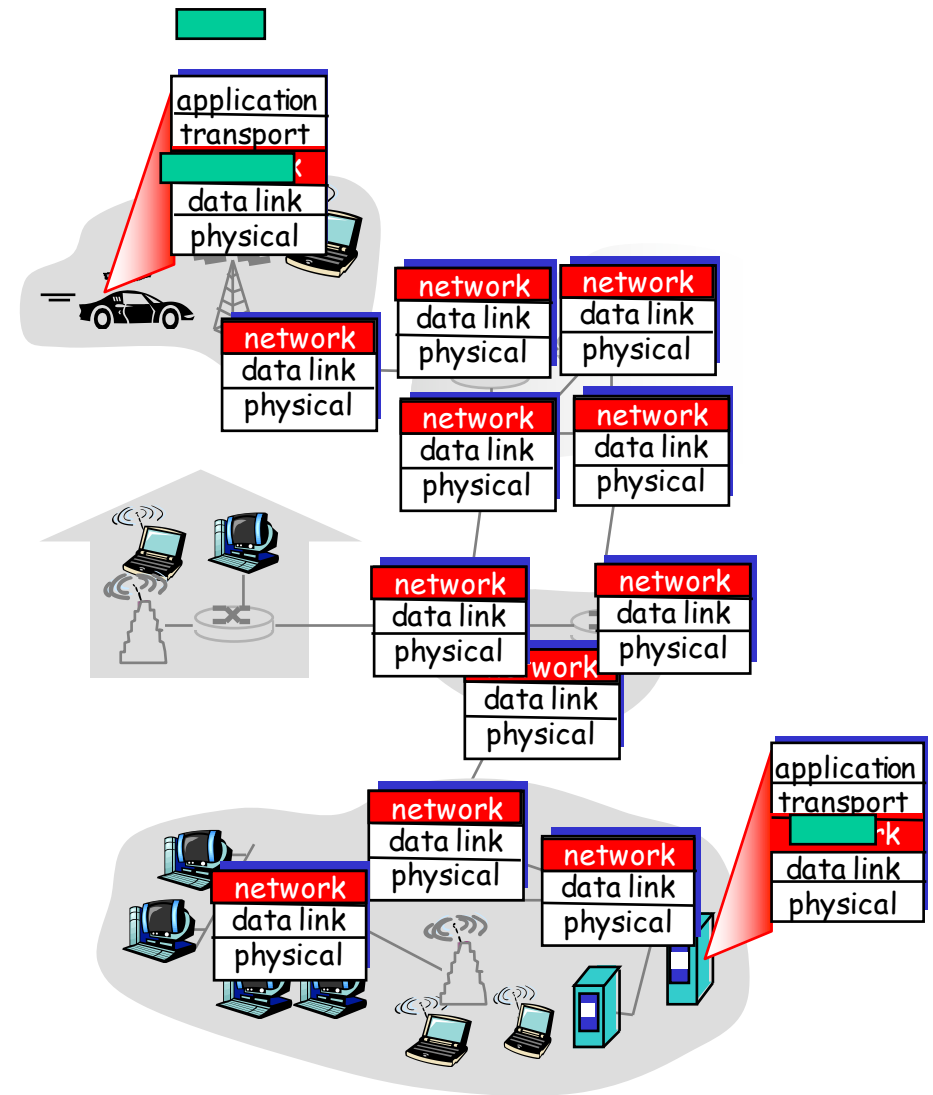 application
transport
k
data link
physical
network
data link
physical
network
data link
physical
network
data link
physical
network
data link
physical
network
data link
physical
network
data link
physical
network
data link
physical
work
data link
physical
application
transport
rk
data link
physical
network
data link
physical
network
data link
physical
network
data link
physical